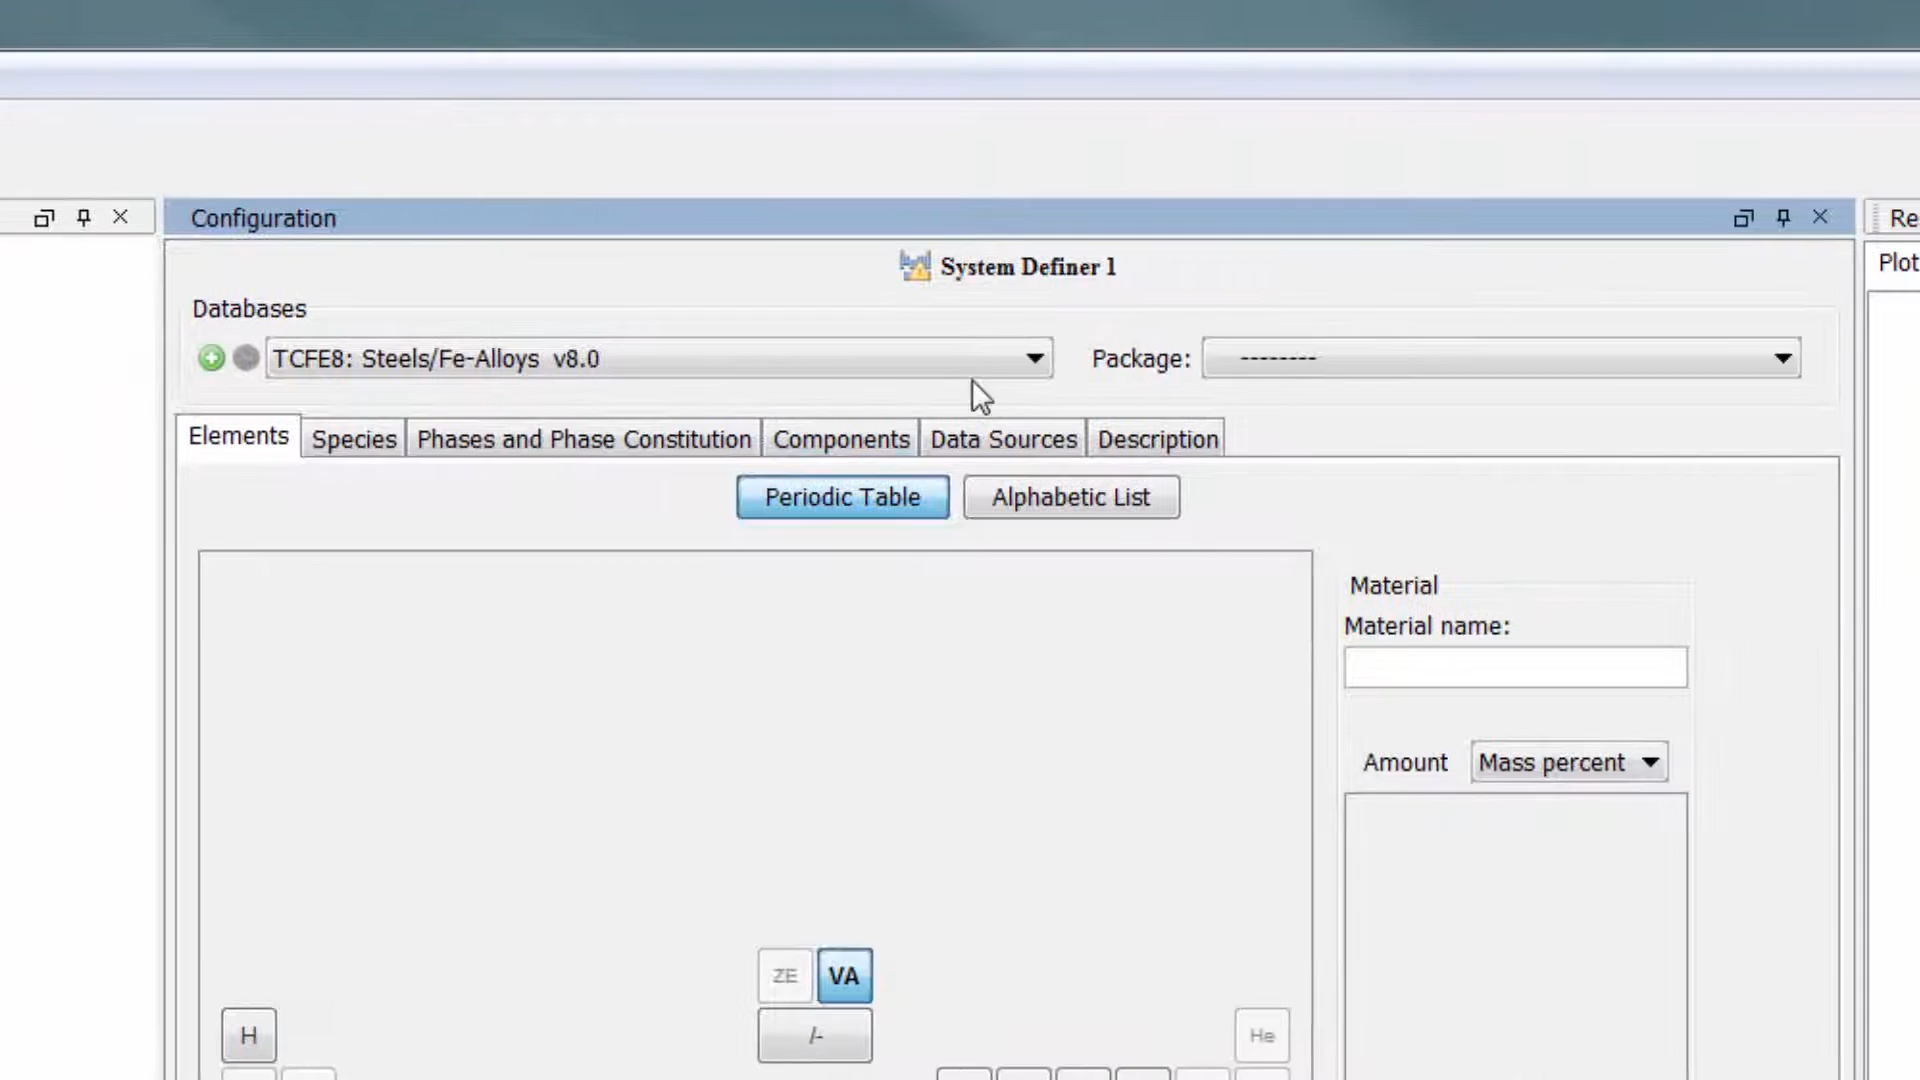 Configuration
Re
System Definer 1
Plot
Databases
TCFE8: Steels/Fe-Alloys v8.0
Package:
--------
Elements
Species
Phases and Phase Constitution
Components
Data Sources
Description
Periodic Table
Alphabetic List
Material
Material name:
Amount
Mass percent
ZE
VA
H
/-
He